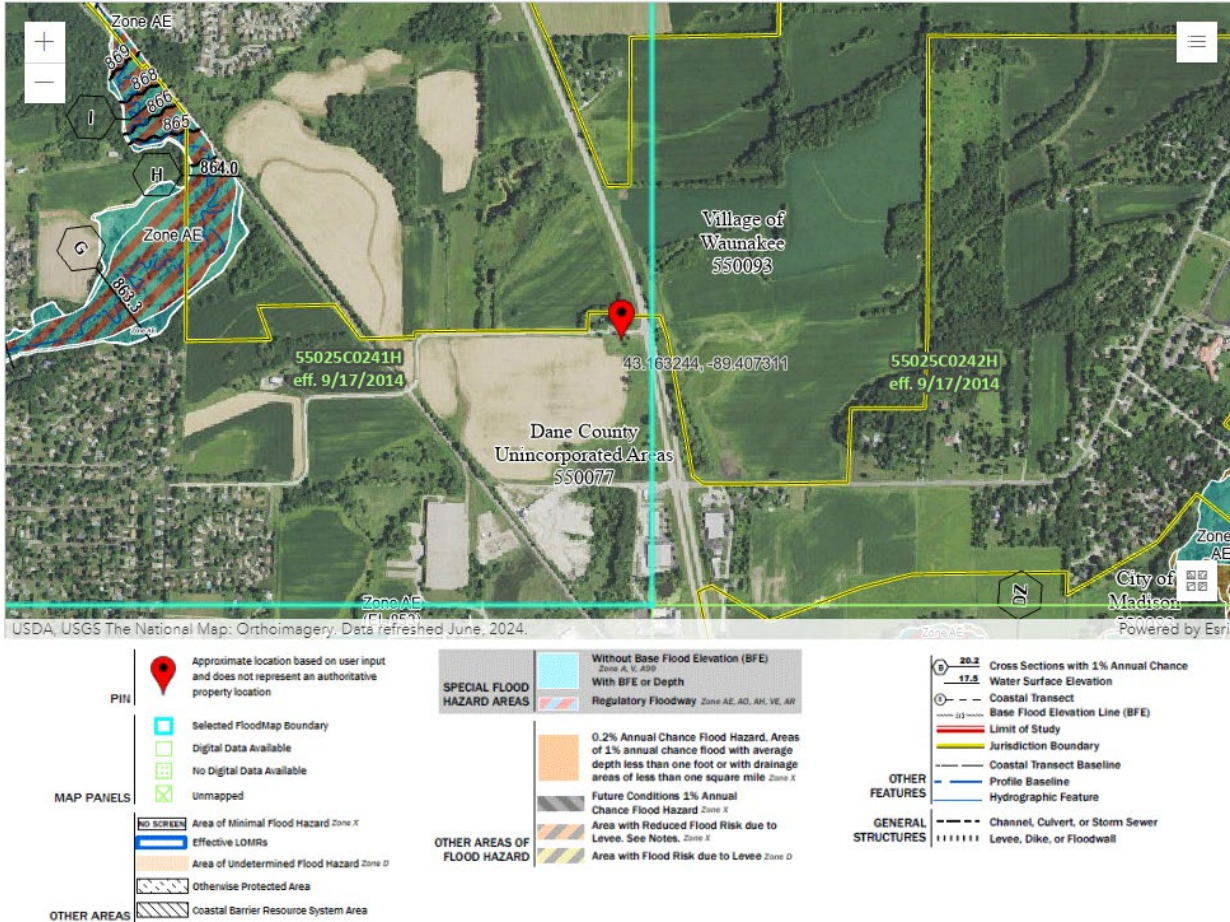 Zone AE
869
868
866
865
I
H
864.0
G
Zone AE
863.3
Village of
Waunakee
550093
43.163244, -89.407311
55025C0241H
eff. 9/17/2014
55025C0242H
eff. 9/17/2014
Dane County
Unincorporated Areas
550077
Zone AE
Zone
AE
City of
Madison
Zone AE
USDA, USGS The National Map: Orthoimagery. Data refreshed June, 2024.
Powered by Esri
PIN
Approximate location based on user input
and does not represent an authoritative
property location
MAP PANELS
Selected FloodMap Boundary
Digital Data Available
No Digital Data Available
Unmapped
OTHER AREAS
NO SCREEN Area of Minimal Flood Hazard Zone X
Effective LOMRs
Area of Undetermined Flood Hazard Zone D
Otherwise Protected Area
Coastal Barrier Resource System Area
SPECIAL FLOOD
HAZARD AREAS
Without Base Flood Elevation (BFE)
Zone A, V, A99
With BFE or Depth
Regulatory Floodway Zone AE, AO, AH, VE, AR
OTHER AREAS OF
FLOOD HAZARD
0.2% Annual Chance Flood Hazard, Areas
of 1% annual chance flood with average
depth less than one foot or with drainage
areas of less than one square mile Zone X
Future Conditions 1% Annual
Chance Flood Hazard Zone X
Area with Reduced Flood Risk due to
Levee. See Notes. Zone X
Area with Flood Risk due to Levee Zone D
OTHER
FEATURES
20.2 Cross Sections with 1% Annual Chance
17.5 Water Surface Elevation
Coastal Transect
Base Flood Elevation Line (BFE)
Limit of Study
Jurisdiction Boundary
Coastal Transect Baseline
Profile Baseline
Hydrographic Feature
GENERAL
STRUCTURES
Channel, Culvert, or Storm Sewer
Levee, Dike, or Floodwall